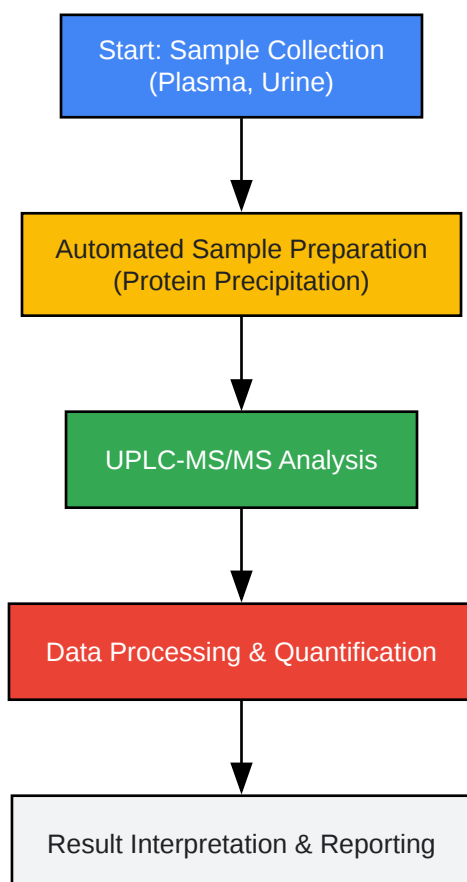 Start: Sample Collection
(Plasma, Urine)
Automated Sample Preparation
(Protein Precipitation)
UPLC-MS/MS Analysis
Data Processing & Quantification
Result Interpretation & Reporting